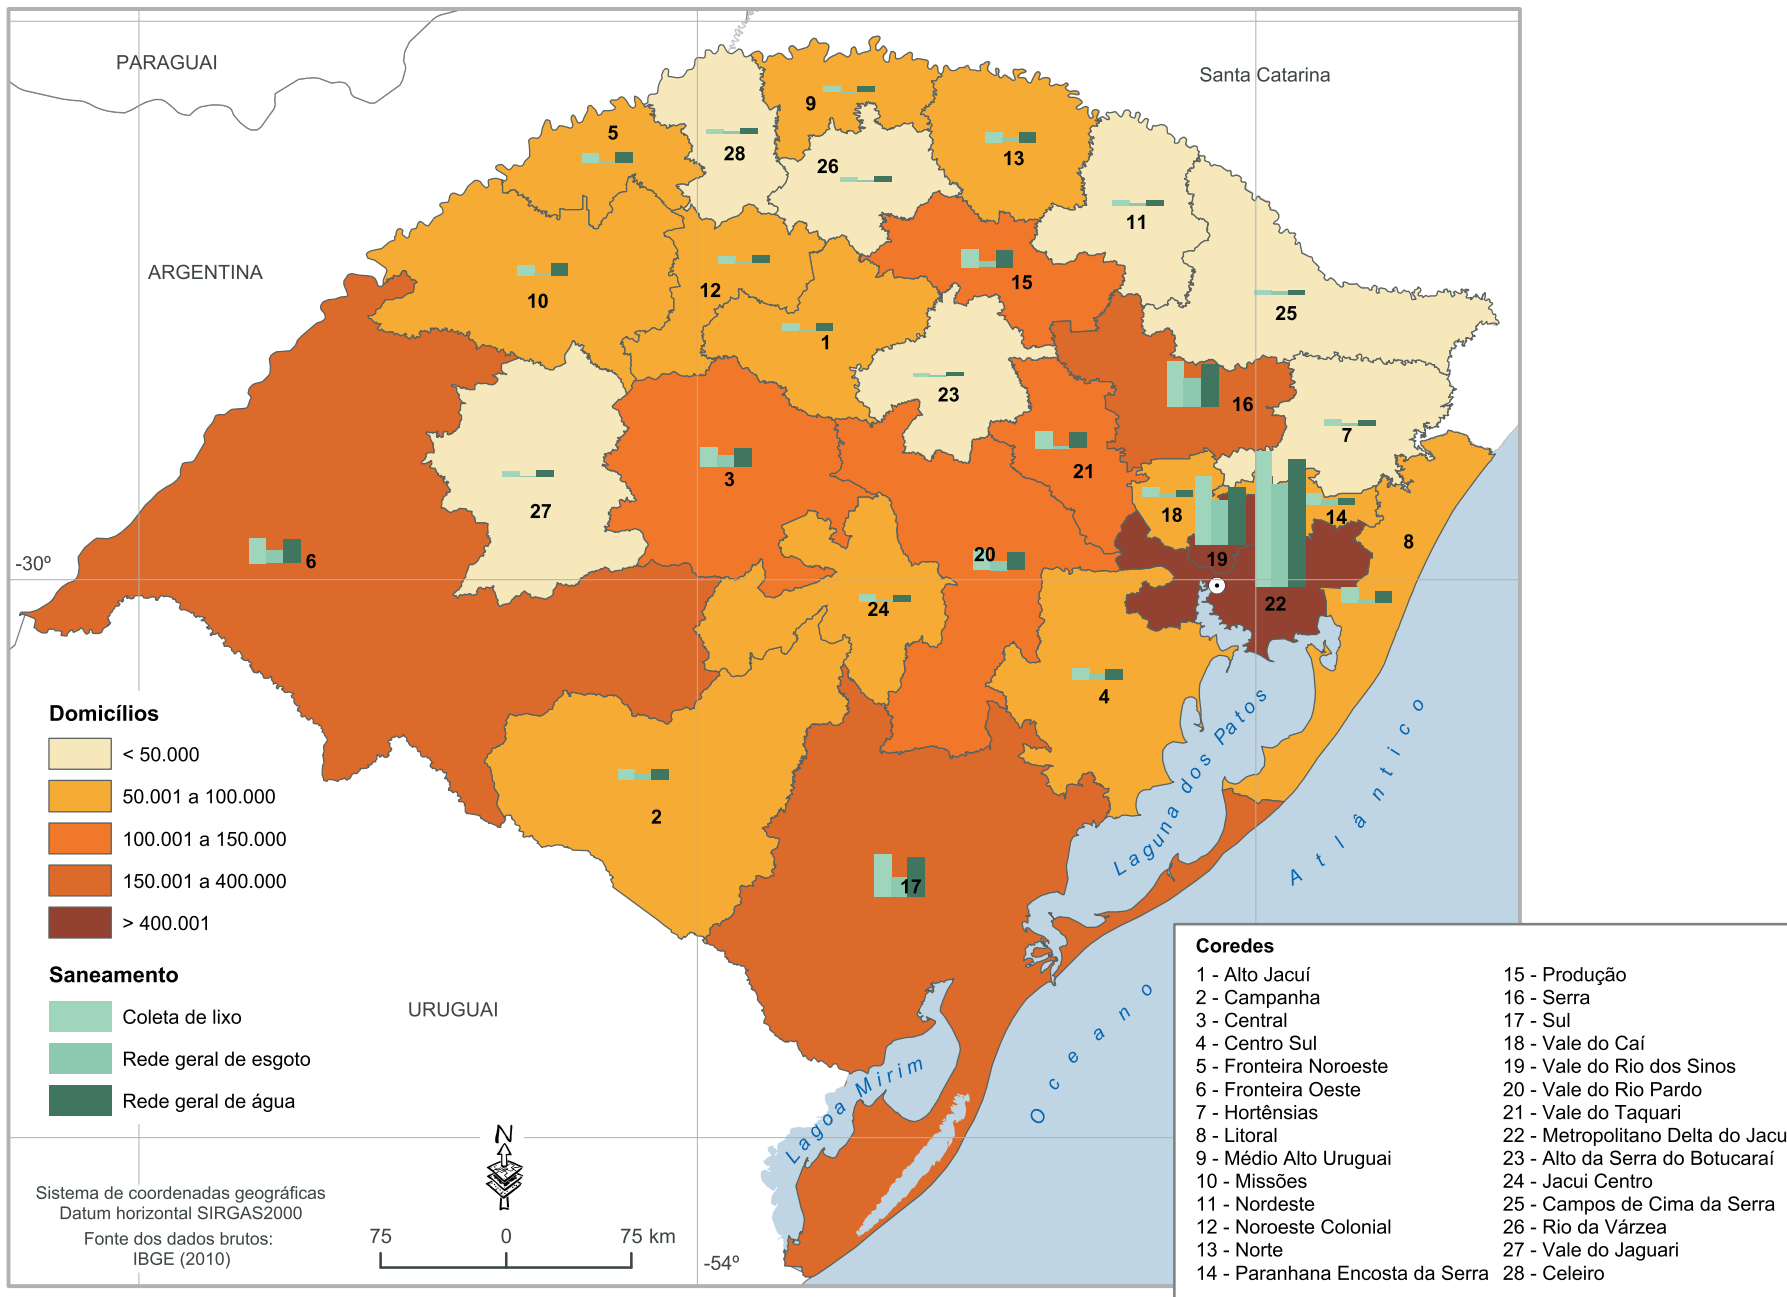 PARAGUAI
Santa Catarina
ARGENTINA
URUGUAI
5
28
9
26
13
11
25
10
12
1
15
23
16
7
27
3
21
18
14
8
6
20
19
22
24
4
2
17
-30º
-54º
Laguna dos Patos
Lagoa Mirim
Oceano
Atlântico
Domicílios
< 50.000
50.001 a 100.000
100.001 a 150.000
150.001 a 400.000
> 400.001
Saneamento
Coleta de lixo
Rede geral de esgoto
Rede geral de água
Sistema de coordenadas geográficas
Datum horizontal SIRGAS2000
Fonte dos dados brutos:
IBGE (2010)
N
75 0 75 km
Coredes
1 - Alto Jacuí
2 - Campanha
3 - Central
4 - Centro Sul
5 - Fronteira Noroeste
6 - Fronteira Oeste
7 - Hortênsias
8 - Litoral
9 - Médio Alto Uruguai
10 - Missões
11 - Nordeste
12 - Noroeste Colonial
13 - Norte
14 - Paranhana Encosta da Serra
15 - Produção
16 - Serra
17 - Sul
18 - Vale do Caí
19 - Vale do Rio dos Sinos
20 - Vale do Rio Pardo
21 - Vale do Taquari
22 - Metropolitano Delta do Jacu
23 - Alto da Serra do Botucaraí
24 - Jacui Centro
25 - Campos de Cima da Serra
26 - Rio da Várzea
27 - Vale do Jaguari
28 - Celeiro